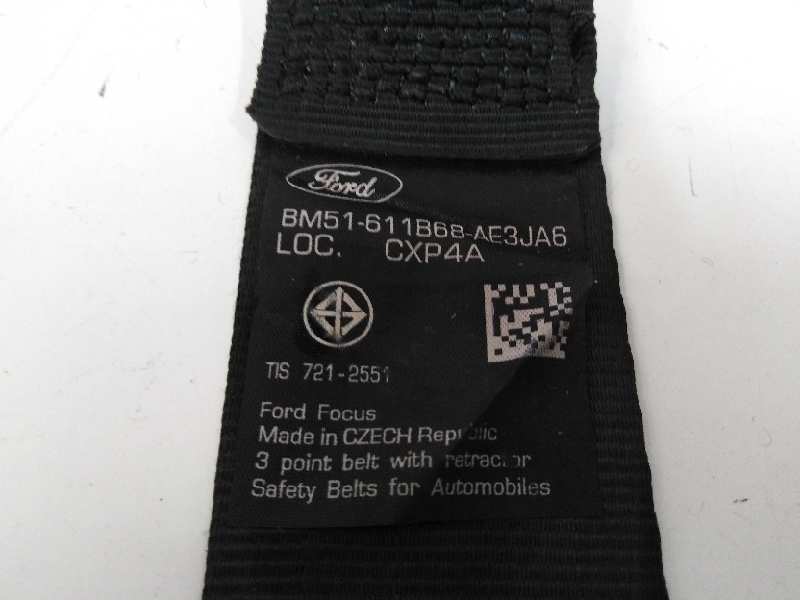 Ford
BM51-611B68-AE3JA6
LOC. CXP4A
TIS 721-2551
Ford Focus
Made in CZECH Republic
3 point belt with retractor
Safety Belts for Automobiles